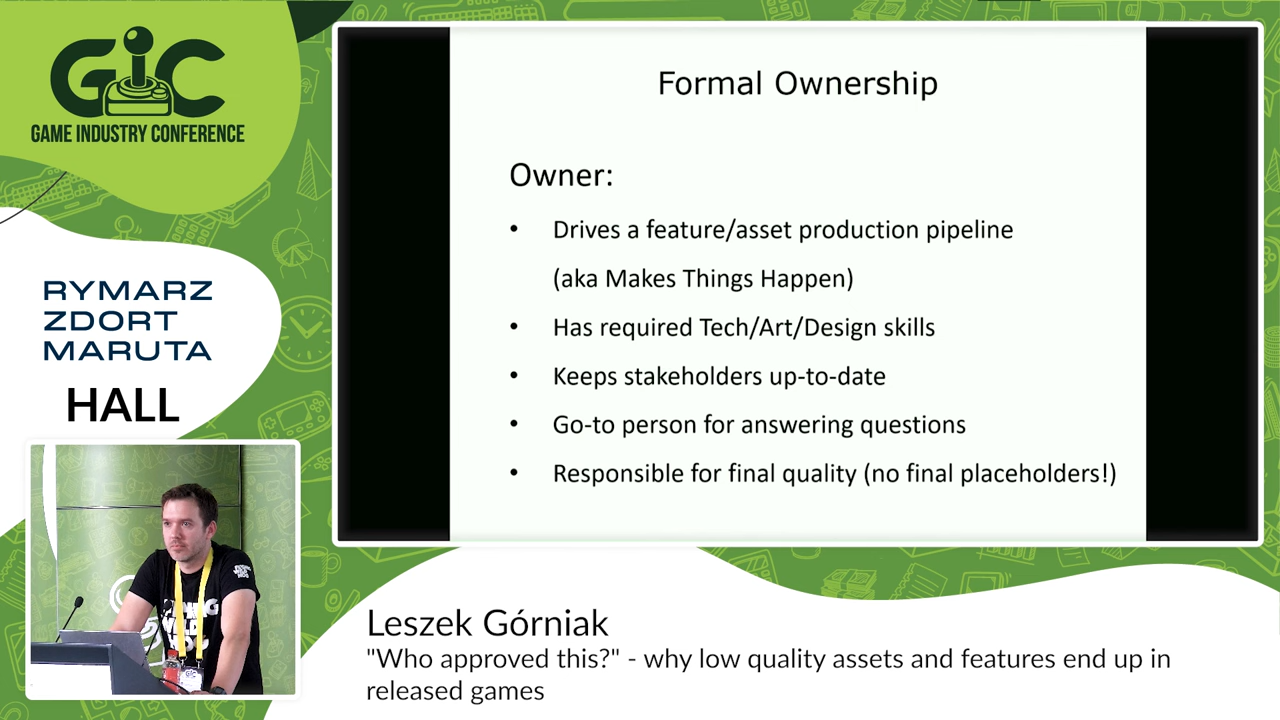 GIC
GAME INDUSTRY CONFERENCE
RYMARZ
ZDORT
MARUTA
HALL
Formal Ownership
Owner:
• Drives a feature/asset production pipeline
(aka Makes Things Happen)
• Has required Tech/Art/Design skills
• Keeps stakeholders up-to-date
• Go-to person for answering questions
• Responsible for final quality (no final placeholders!)
Leszek Górniak
"Who approved this?" - why low quality assets and features end up in
released games